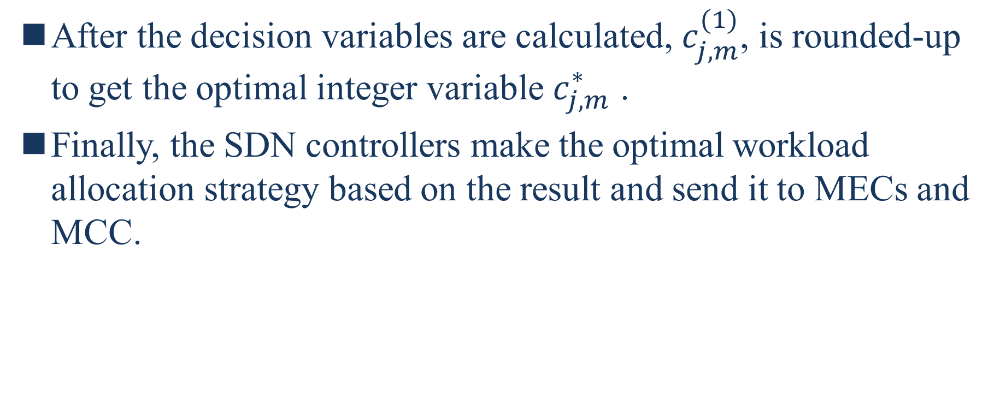 ■ After the decision variables are calculated, $c_{j,m}^{(1)}$, is rounded-up
to get the optimal integer variable $c_{j,m}^{*}$ .
■ Finally, the SDN controllers make the optimal workload
allocation strategy based on the result and send it to MECs and
MCC.